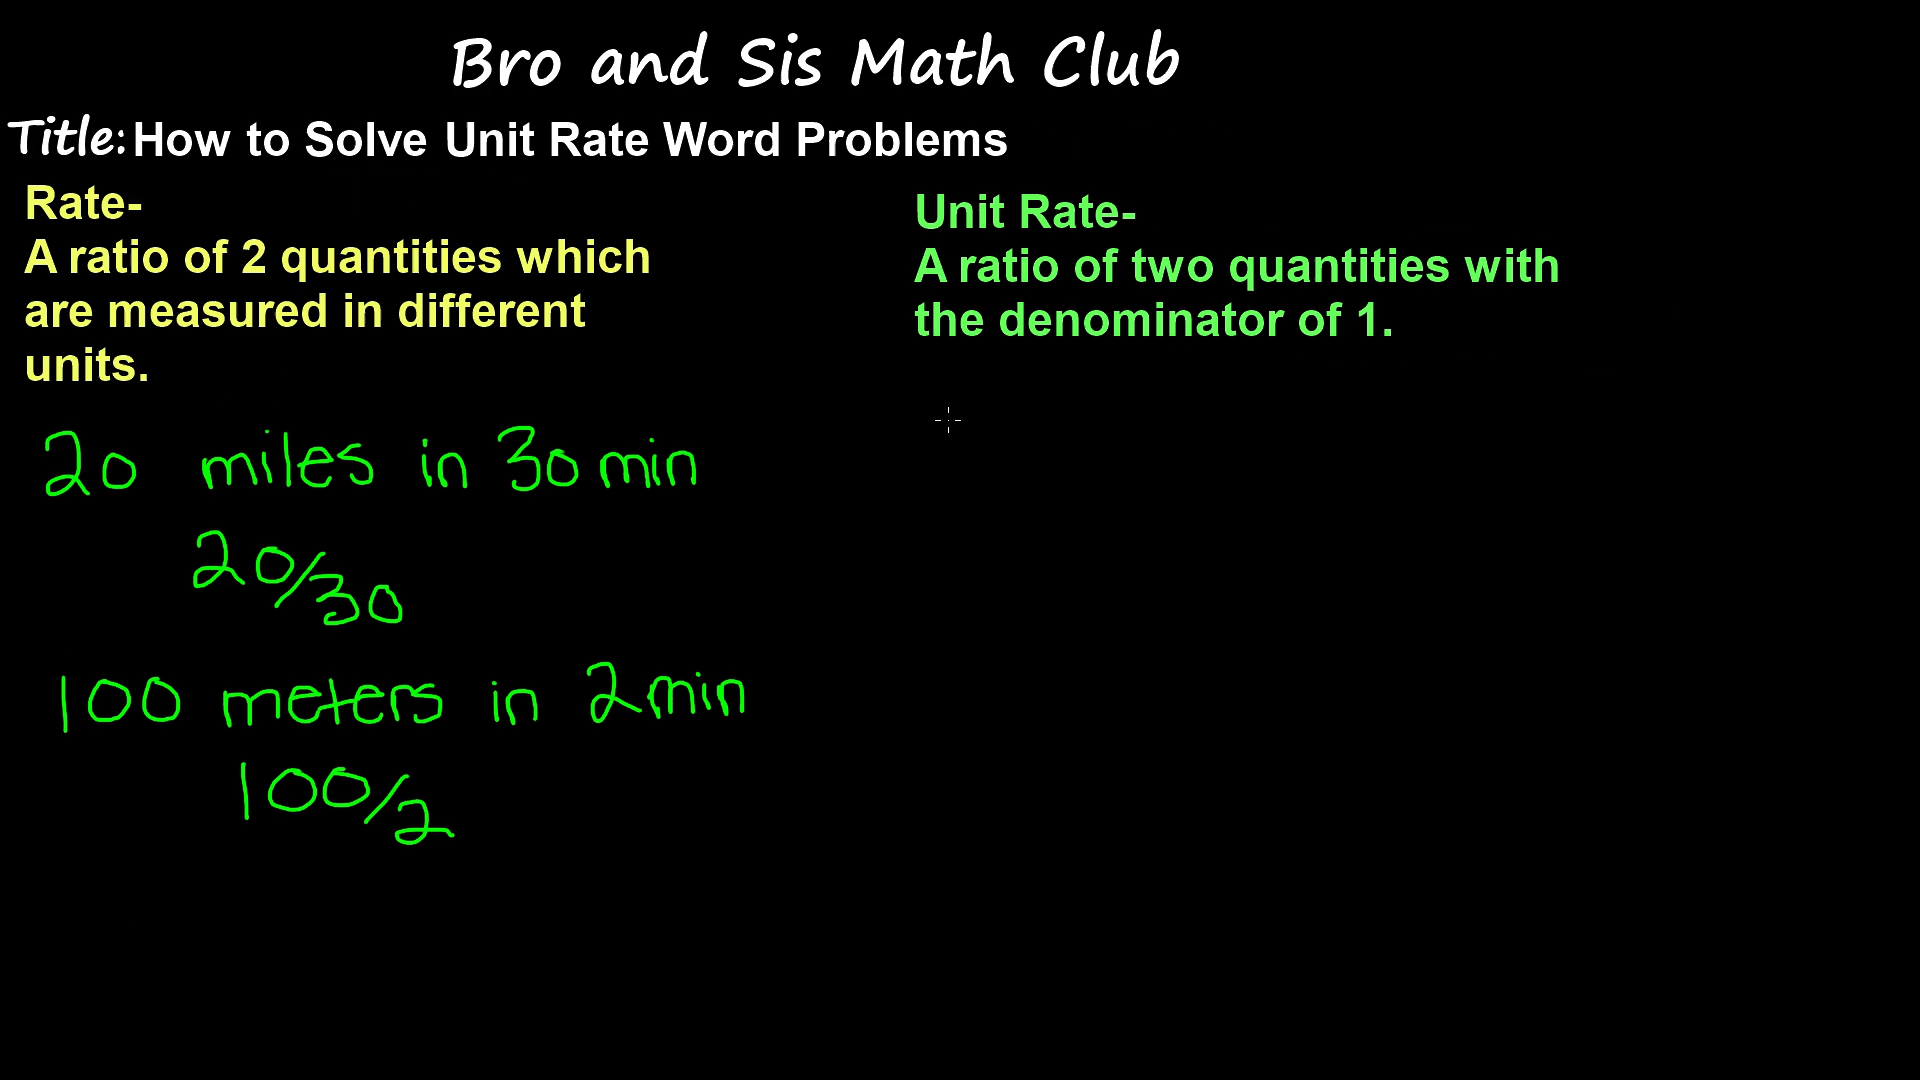 Bro and Sis Math Club
Title: How to Solve Unit Rate Word Problems
Rate-
A ratio of 2 quantities which
are measured in different
units.
20 miles in 30 min
20/30
100 meters in 2 min
100/2
Unit Rate-
A ratio of two quantities with
the denominator of 1.